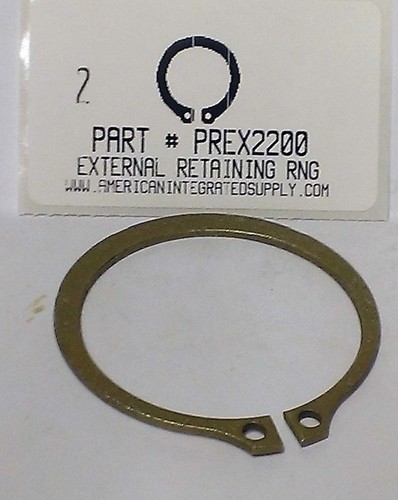 2
PART # PREX2200
EXTERNAL RETAINING RNG
WWW.AMERICANINTEGRATEDSUPPLY.COM